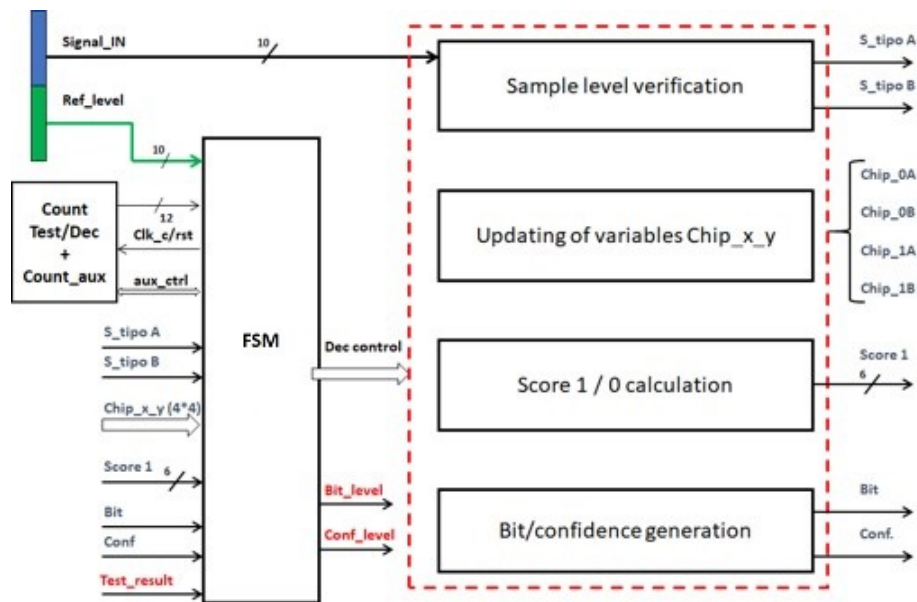 Signal_IN
10
Ref_level
10
Count
Test/Dec
+
Count_aux
12
Clk_c/rst
aux_ctrl
S_tipo A
S_tipo B
Chip_x_y (4*4)
Score 1
6
Bit
Conf
Test_result
FSM
Dec control
Bit_level
Conf_level
Sample level verification
Updating of variables Chip_x_y
Score 1 / 0 calculation
Bit/confidence generation
S_tipo A
S_tipo B
Chip_0A
Chip_0B
Chip_1A
Chip_1B
Score 1
6
Bit
Conf.